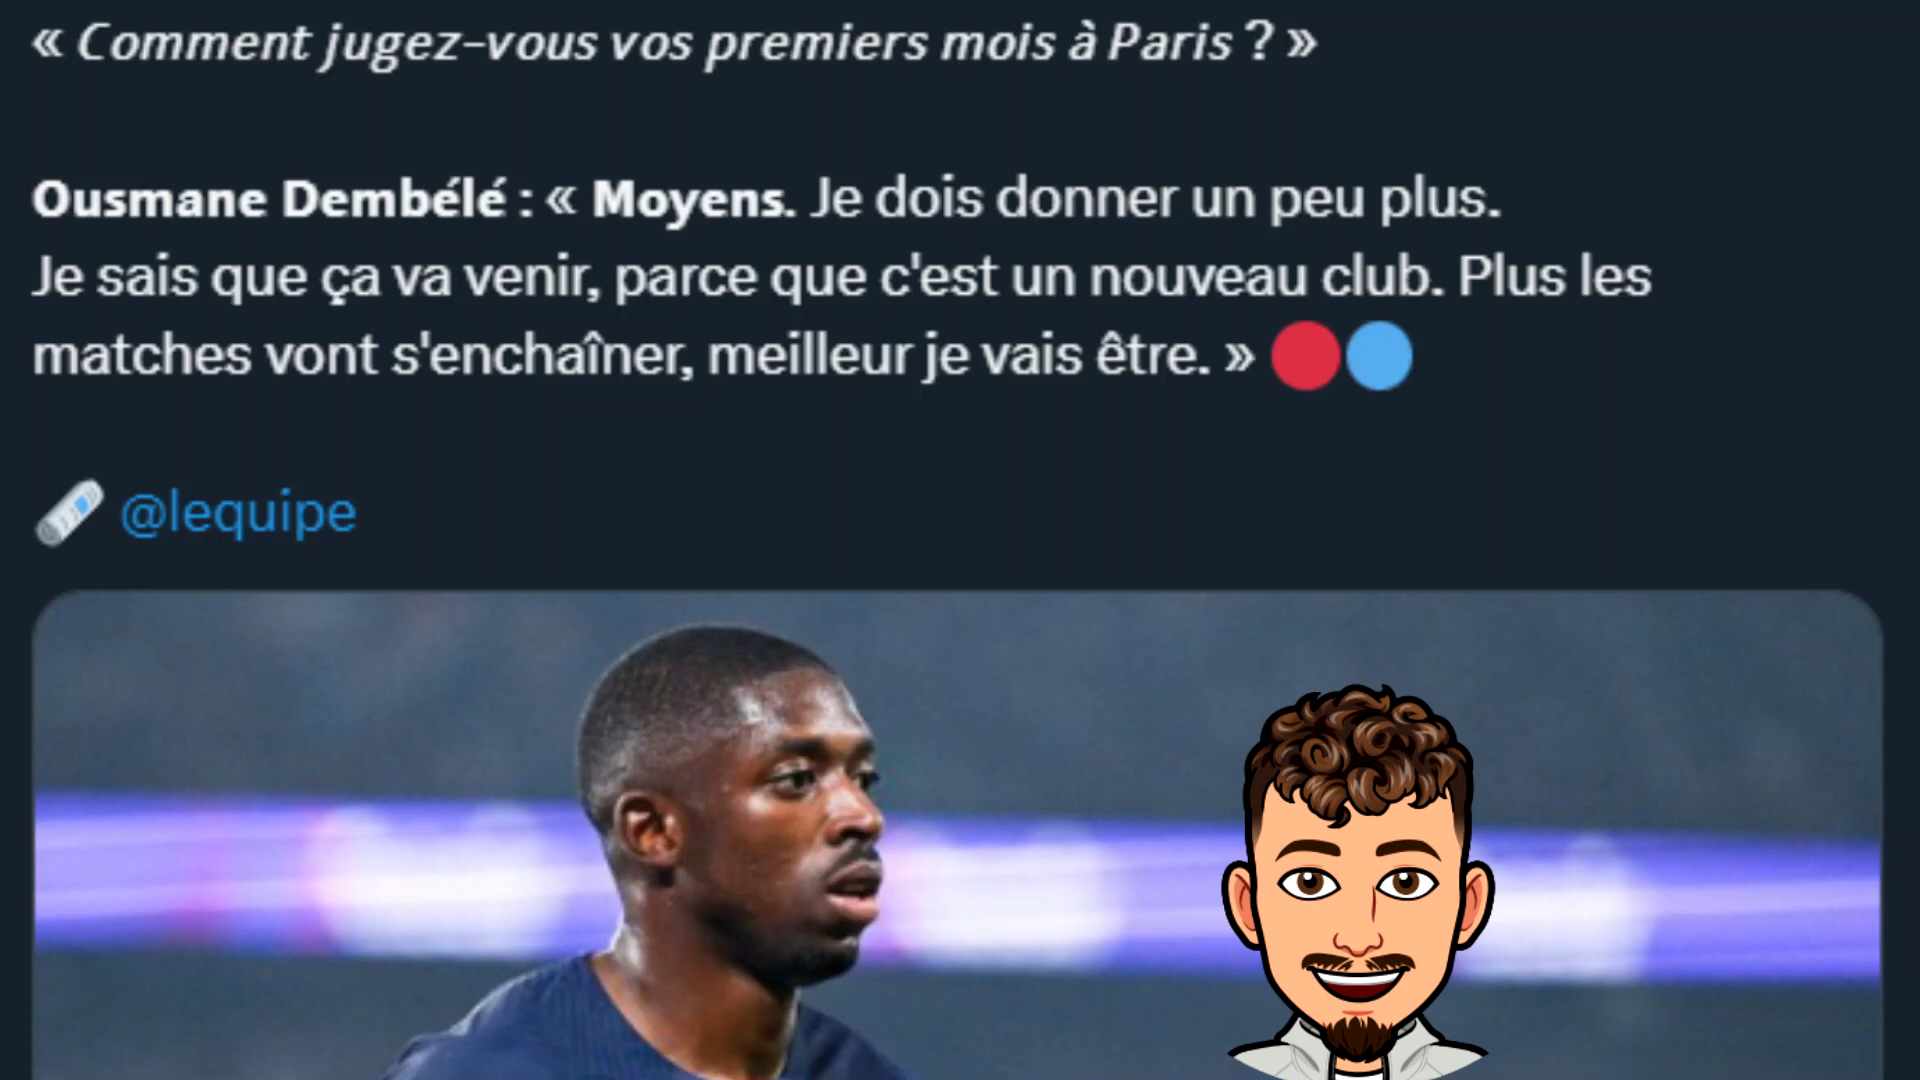 « Comment jugez-vous vos premiers mois à Paris ? »
Ousmane Dembélé : « Moyens. Je dois donner un peu plus.
Je sais que ça va venir, parce que c'est un nouveau club. Plus les
matches vont s'enchaîner, meilleur je vais être. » 🔴🔵
🗞️ @lequipe